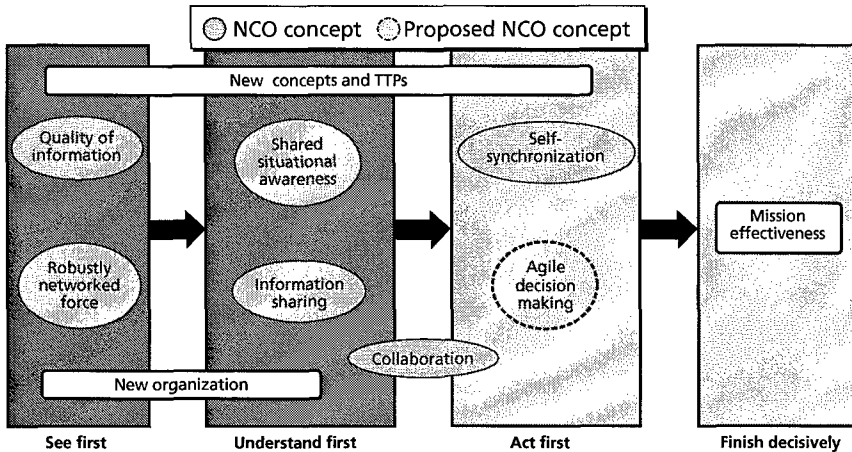 NCO concept Proposed NCO concept
New concepts and TTPs
Quality of
information
Shared
situational
awareness
Self-
synchronization
Robustly
networked
force
Information
sharing
Agile
decision
making
Mission
effectiveness
Collaboration
New organization
See first
Understand first
Act first
Finish decisively